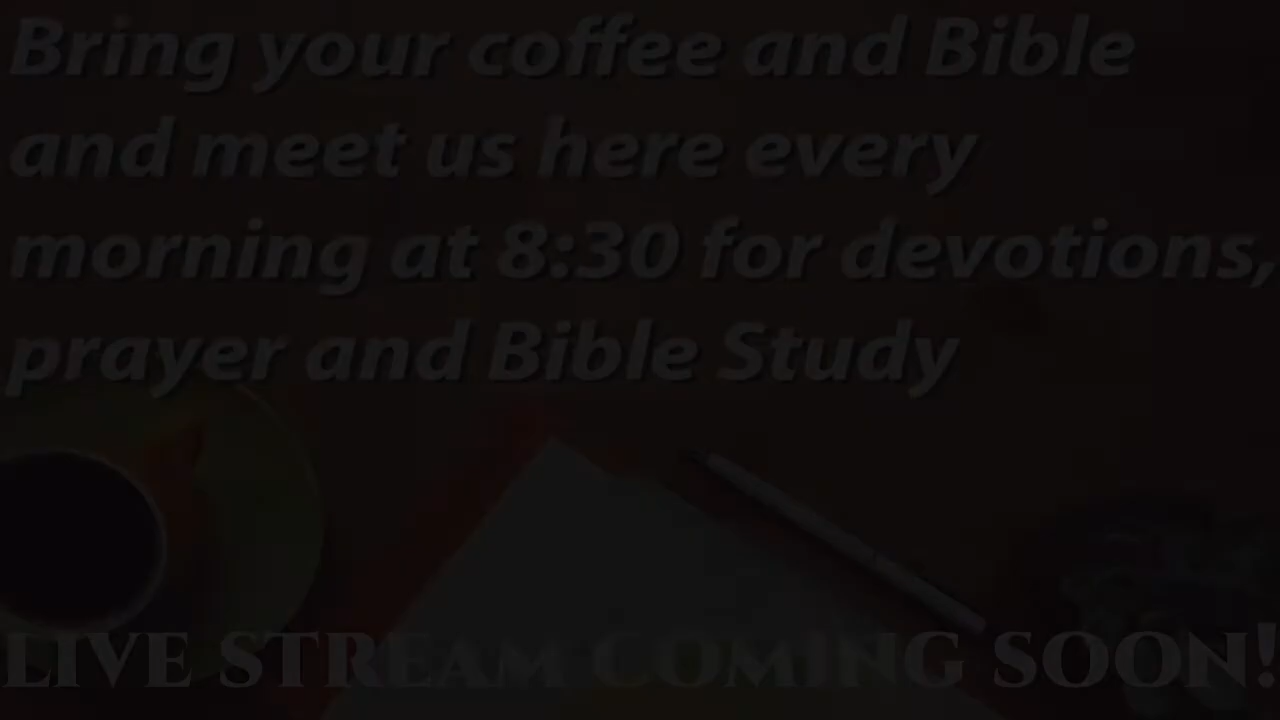 Bring your coffee and Bible
and meet us here every
morning at 8:30 for devotions,
prayer and Bible Study
LIVE STREAM COMING SOON!